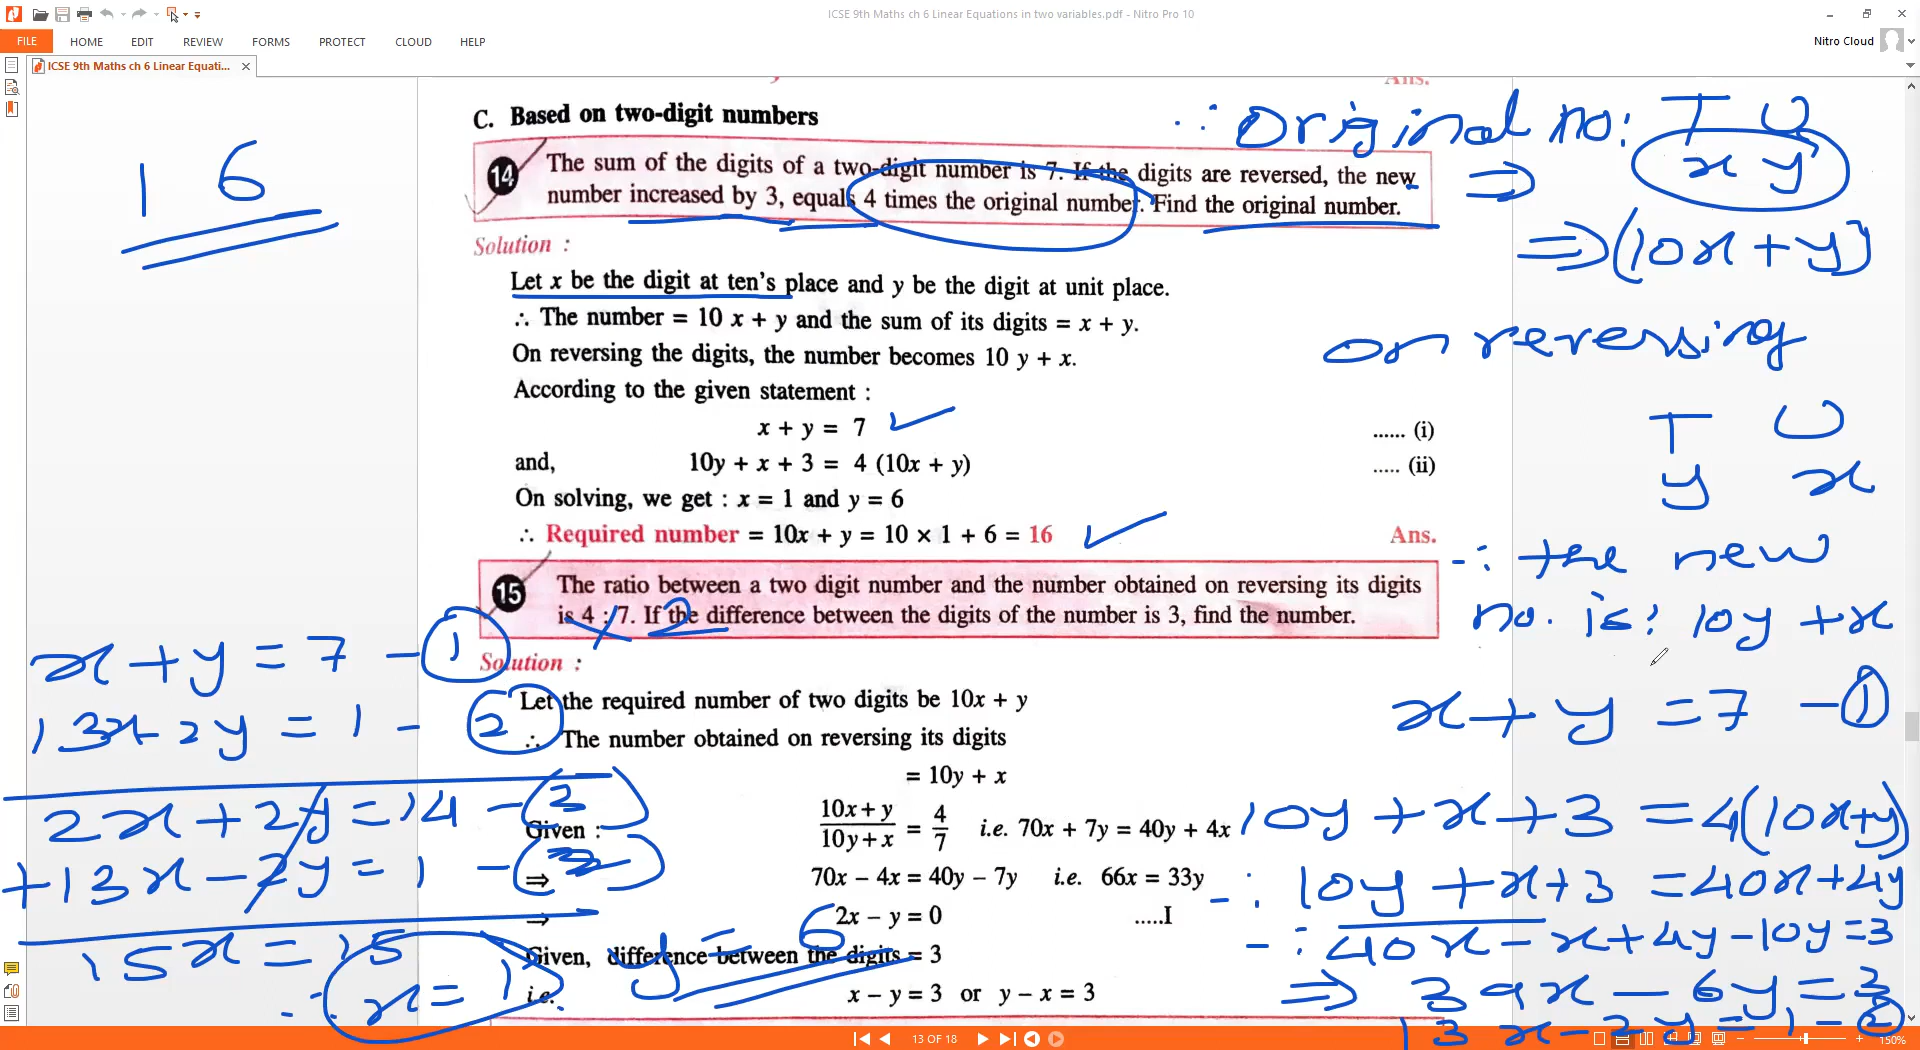 ICSE 9th Maths ch 6 Linear Equations in two variables.pdf - Nitro Pro 10
FILE HOME EDIT REVIEW FORMS PROTECT CLOUD HELP
Nitro Cloud
ICSE 9th Maths ch 6 Linear Equati...
Ans.
C. Based on two-digit numbers
14 The sum of the digits of a two-digit number is 7. If the digits are reversed, the new
number increased by 3, equals 4 times the original number. Find the original number.
Solution :
Let x be the digit at ten's place and y be the digit at unit place.
∴ The number = 10 x + y and the sum of its digits = x + y.
On reversing the digits, the number becomes 10 y + x.
According to the given statement :
x + y = 7 ...... (i)
and, 10y + x + 3 = 4 (10x + y) ..... (ii)
On solving, we get : x = 1 and y = 6
∴ Required number = 10x + y = 10 × 1 + 6 = 16 Ans.
15 The ratio between a two digit number and the number obtained on reversing its digits
is 4 : 7. If the difference between the digits of the number is 3, find the number.
Solution :
Let the required number of two digits be 10x + y
∴ The number obtained on reversing its digits
= 10y + x
Given : (10x + y)/(10y + x) = 4/7 i.e. 70x + 7y = 40y + 4x
⇒ 70x − 4x = 40y − 7y i.e. 66x = 33y
⇒ 2x − y = 0 .....I
Given, difference between the digits = 3
i.e. x − y = 3 or y − x = 3
1 6
x + y = 7 - 1
× 2
13x + 2y = 1 - 2
2x + 2y = 14 - 3
+13x - 2y = 1 -
15x = 15
∴ x = 1
y = 6
∴ Original no: T U
⇒ x y
⇒ (10x + y)
on reversing
T U
y x
∴ the new
no. is: 10y + x
x + y = 7 - 1
10y + x + 3 = 4(10x+y)
∴ 10y + x + 3 = 40x + 4y
∴ 40x - x + 4y - 10y = 3
⇒ 39x - 6y = 3
13x - 2y = 1 - 2
13 OF 18
150%